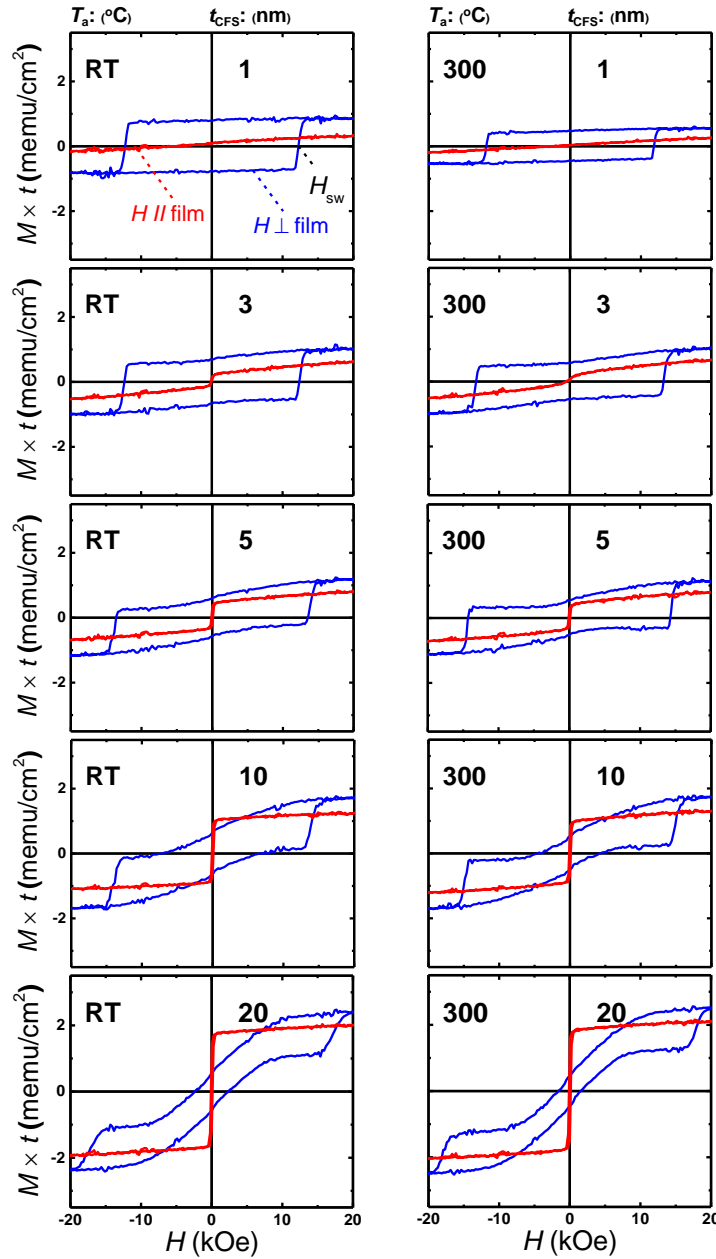 Ta: (oC) tCFS: (nm) Ta: (oC) tCFS: (nm)
RT 1 300 1
2
0
-2
M × t (memu/cm2)
H // film
H ⊥ film
Hsw
RT 3 300 3
2
0
-2
M × t (memu/cm2)
RT 5 300 5
2
0
-2
M × t (memu/cm2)
RT 10 300 10
2
0
-2
M × t (memu/cm2)
RT 20 300 20
2
0
-2
M × t (memu/cm2)
-20 -10 0 10 20 -20 -10 0 10 20
H (kOe) H (kOe)